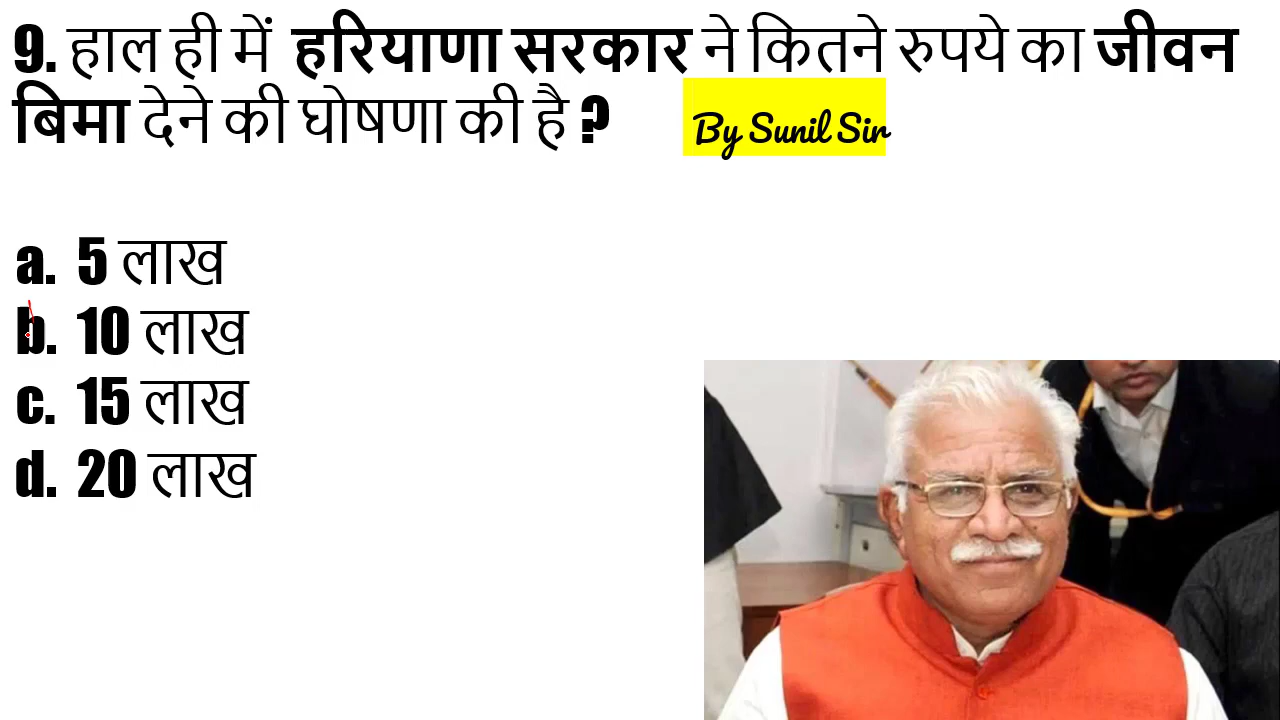 9. हाल ही में हरियाणा सरकार ने कितने रुपये का जीवन
बिमा देने की घोषणा की है ?
By Sunil Sir
a. 5 लाख
b. 10 लाख
c. 15 लाख
d. 20 लाख